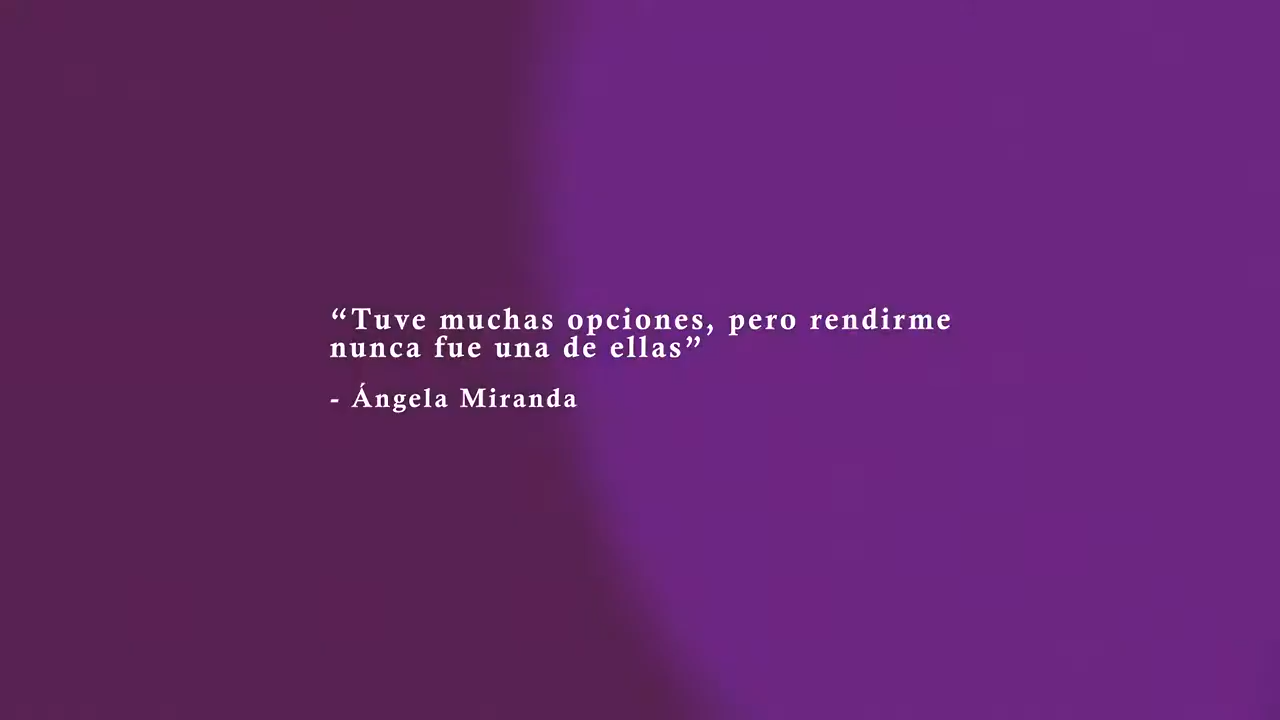 “Tuve muchas opciones, pero rendirme
nunca fue una de ellas”
- Ángela Miranda